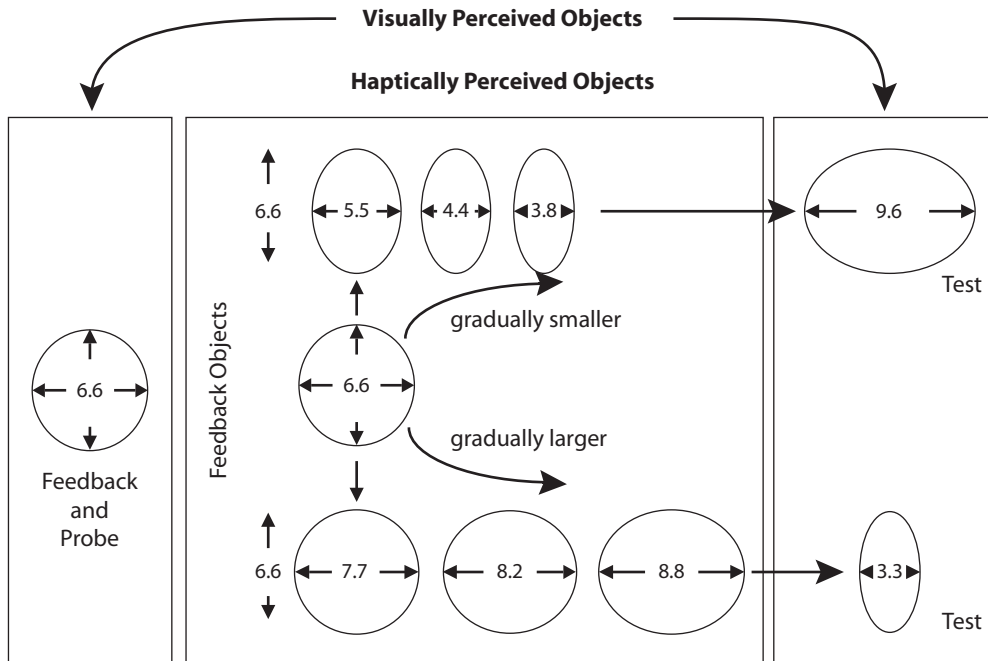 Visually Perceived Objects
Haptically Perceived Objects
6.6
Feedback
and
Probe
Feedback Objects
6.6
5.5
4.4
3.8
gradually smaller
6.6
gradually larger
6.6
7.7
8.2
8.8
9.6
Test
3.3
Test